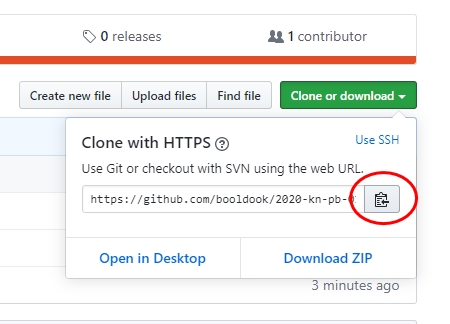 0 releases
1 contributor
Create new file
Upload files
Find file
Clone or download
Clone with HTTPS
Use SSH
Use Git or checkout with SVN using the web URL.
https://github.com/booldook/2020-kn-pb-
Open in Desktop
Download ZIP
3 minutes ago